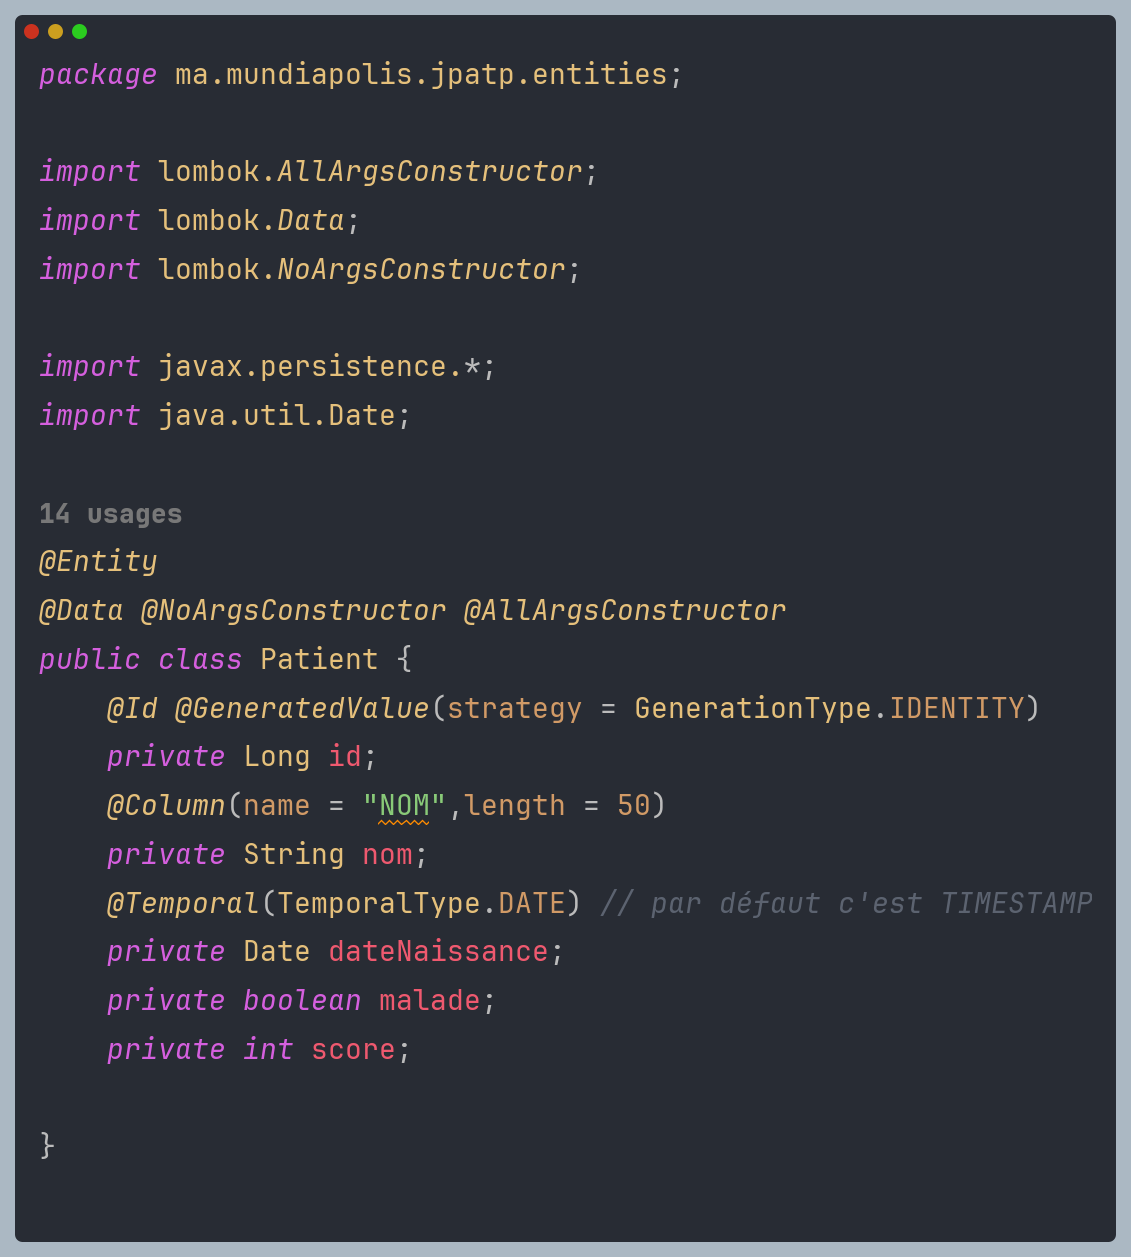 package ma.mundiapolis.jpatp.entities;
import lombok.AllArgsConstructor;
import lombok.Data;
import lombok.NoArgsConstructor;
import javax.persistence.*;
import java.util.Date;
14 usages
@Entity
@Data @NoArgsConstructor @AllArgsConstructor
public class Patient {
    @Id @GeneratedValue(strategy = GenerationType.IDENTITY)
    private Long id;
    @Column(name = "NOM",length = 50)
    private String nom;
    @Temporal(TemporalType.DATE) // par défaut c'est TIMESTAMP
    private Date dateNaissance;
    private boolean malade;
    private int score;
}